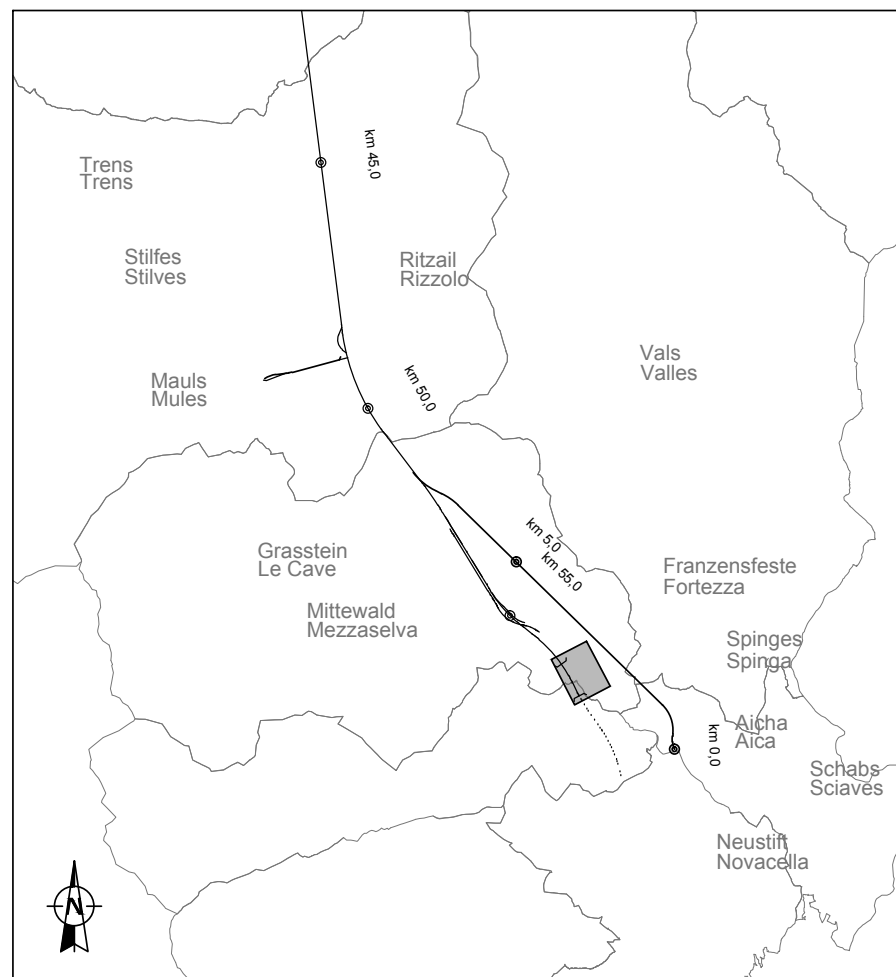 km 45,0
Trens
Trens
Stilfes
Stilves
Ritzail
Rizzolo
Vals
Valles
Mauls
Mules
km 50,0
Grasstein
Le Cave
km 5,0
km 55,0
Franzensfeste
Fortezza
Mittewald
Mezzaselva
Spinges
Spinga
Aicha
Aica
km 0,0
Schabs
Sciaves
Neustift
Novacella
N